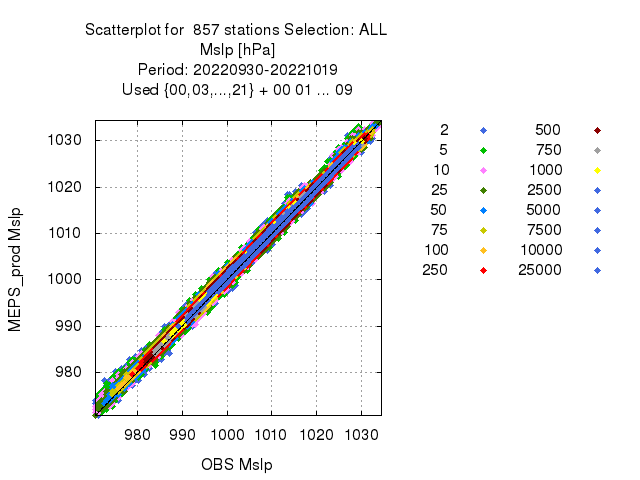 Scatterplot for 857 stations Selection: ALL
Mslp [hPa]
Period: 20220930-20221019
Used {00,03,...,21} + 00 01 ... 09
MEPS_prod Mslp
1030
1020
1010
1000
990
980
980 990 1000 1010 1020 1030
OBS Mslp
2 500
5 750
10 1000
25 2500
50 5000
75 7500
100 10000
250 25000